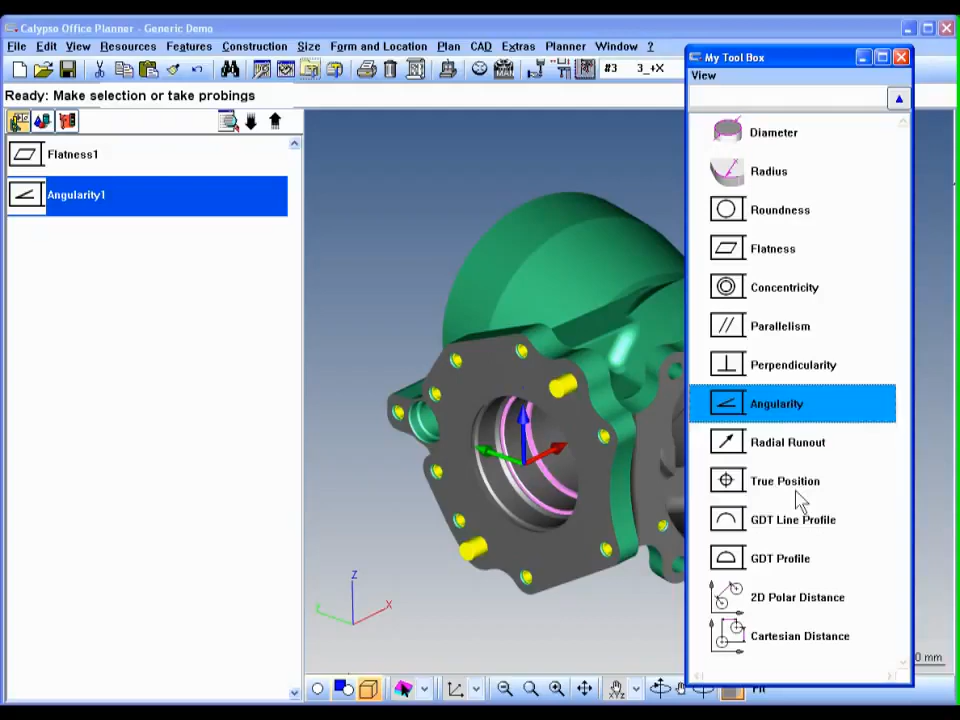 Calypso Office Planner - Generic Demo
File Edit View Resources Features Construction Size Form and Location Plan CAD Extras Planner Window ?
#3 3_+X
Ready: Make selection or take probings
Flatness1
Angularity1
My Tool Box
View
Diameter
Radius
Roundness
Flatness
Concentricity
Parallelism
Perpendicularity
Angularity
Radial Runout
True Position
GDT Line Profile
GDT Profile
2D Polar Distance
Cartesian Distance
Z
X
0 mm
XYZ